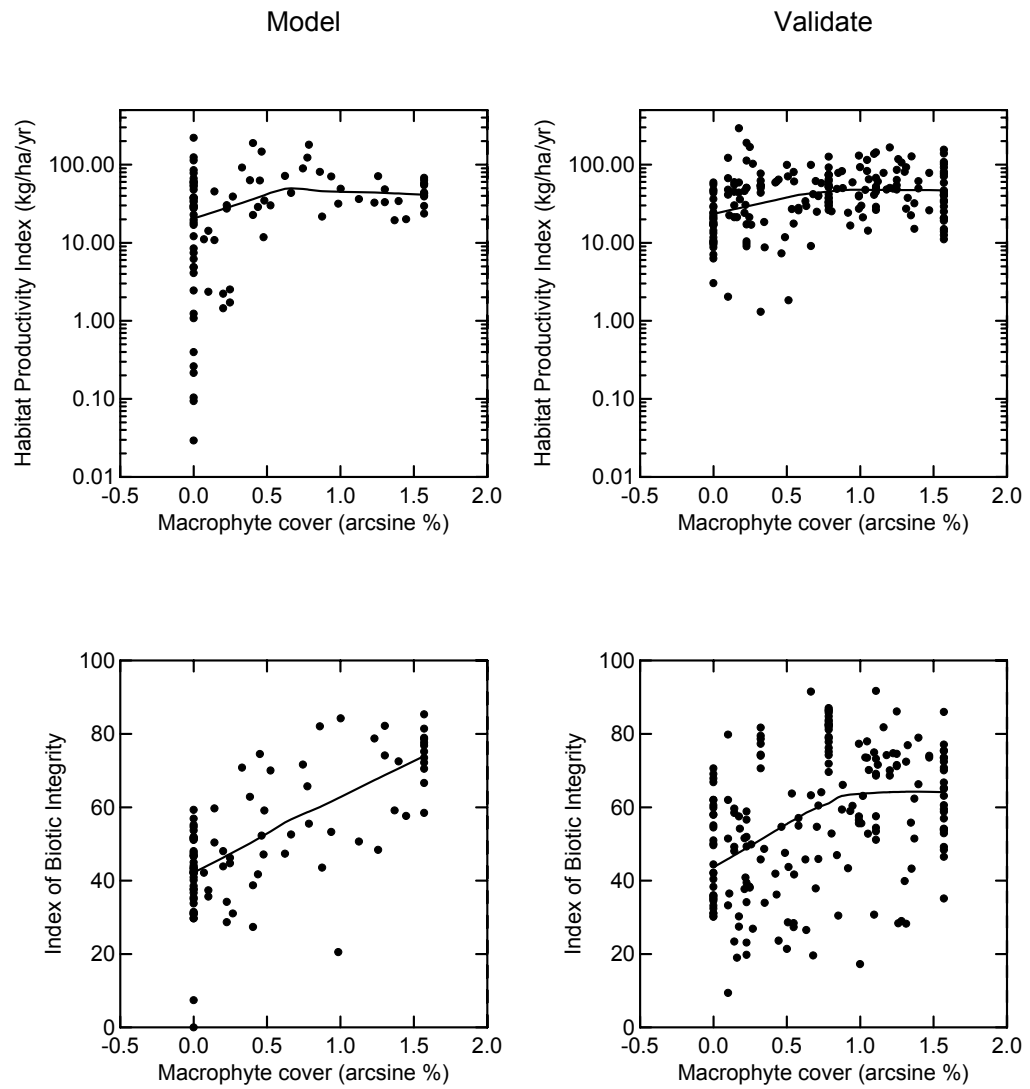 Model
Validate
Habitat Productivity Index (kg/ha/yr)
100.00
10.00
1.00
0.10
0.01
-0.5 0.0 0.5 1.0 1.5 2.0
Macrophyte cover (arcsine %)
Habitat Productivity Index (kg/ha/yr)
100.00
10.00
1.00
0.10
0.01
-0.5 0.0 0.5 1.0 1.5 2.0
Macrophyte cover (arcsine %)
Index of Biotic Integrity
100
80
60
40
20
0
-0.5 0.0 0.5 1.0 1.5 2.0
Macrophyte cover (arcsine %)
Index of Biotic Integrity
100
80
60
40
20
0
-0.5 0.0 0.5 1.0 1.5 2.0
Macrophyte cover (arcsine %)